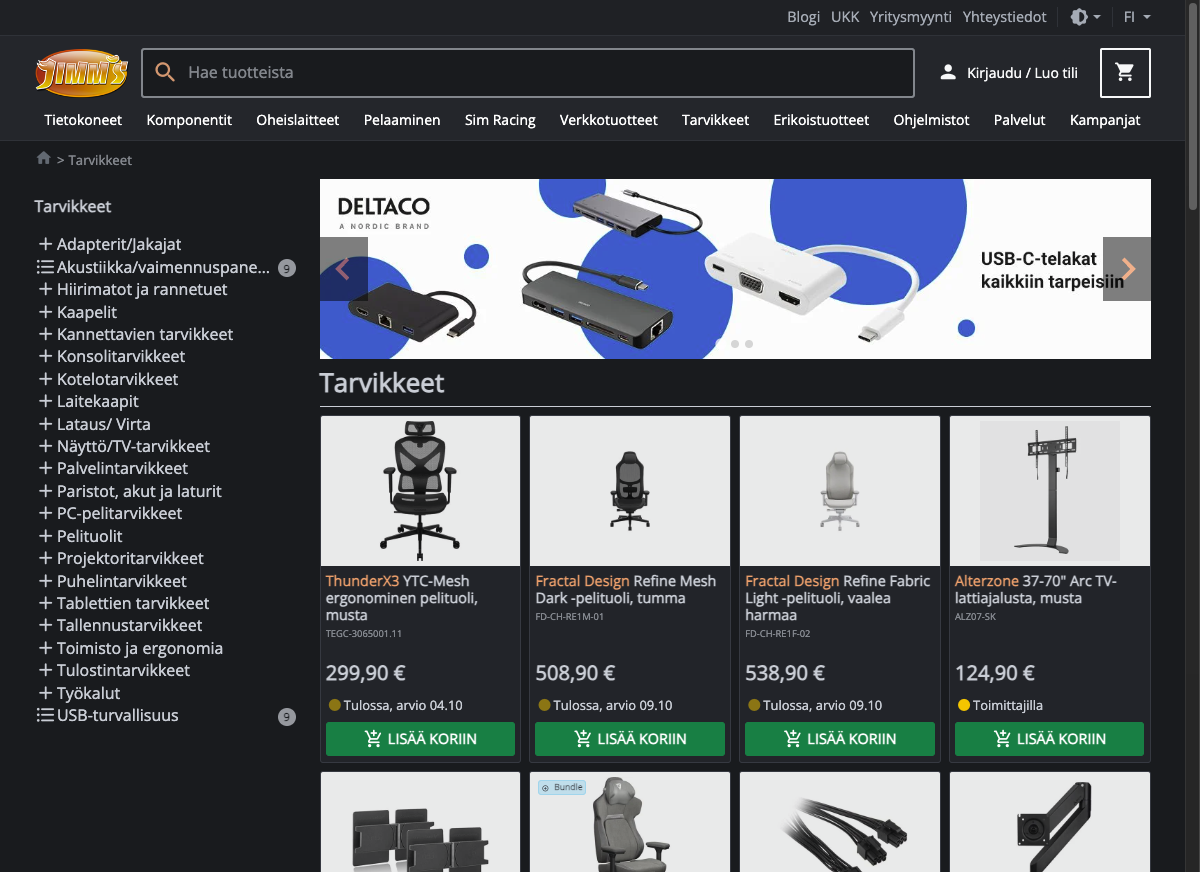 Blogi UKK Yritysmyynti Yhteystiedot FI
JIMM'S Hae tuotteista Kirjaudu / Luo tili
Tietokoneet Komponentit Oheislaitteet Pelaaminen Sim Racing Verkkotuotteet Tarvikkeet Erikoistuotteet Ohjelmistot Palvelut Kampanjat
> Tarvikkeet
Tarvikkeet
Adapterit/Jakajat
Akustiikka/vaimennuspane... 9
Hiirimatot ja rannetuet
Kaapelit
Kannettavien tarvikkeet
Konsolitarvikkeet
Kotelotarvikkeet
Laitekaapit
Lataus/ Virta
Näyttö/TV-tarvikkeet
Palvelintarvikkeet
Paristot, akut ja laturit
PC-pelitarvikkeet
Pelituolit
Projektoritarvikkeet
Puhelintarvikkeet
Tablettien tarvikkeet
Tallennustarvikkeet
Toimisto ja ergonomia
Tulostintarvikkeet
Työkalut
USB-turvallisuus 9
DELTACO
A NORDIC BRAND
USB-C-telakat
kaikkiin tarpeisiin
Tarvikkeet
ThunderX3 YTC-Mesh
ergonominen pelituoli,
musta
TEGC-3065001.11
299,90 €
Tulossa, arvio 04.10
LISÄÄ KORIIN
Fractal Design Refine Mesh
Dark -pelituoli, tumma
FD-CH-RE1M-01
508,90 €
Tulossa, arvio 09.10
LISÄÄ KORIIN
Fractal Design Refine Fabric
Light -pelituoli, vaalea
harmaa
FD-CH-RE1F-02
538,90 €
Tulossa, arvio 09.10
LISÄÄ KORIIN
Alterzone 37-70" Arc TV-
lattiajalusta, musta
ALZ07-SK
124,90 €
Toimittajilla
LISÄÄ KORIIN
Bundle